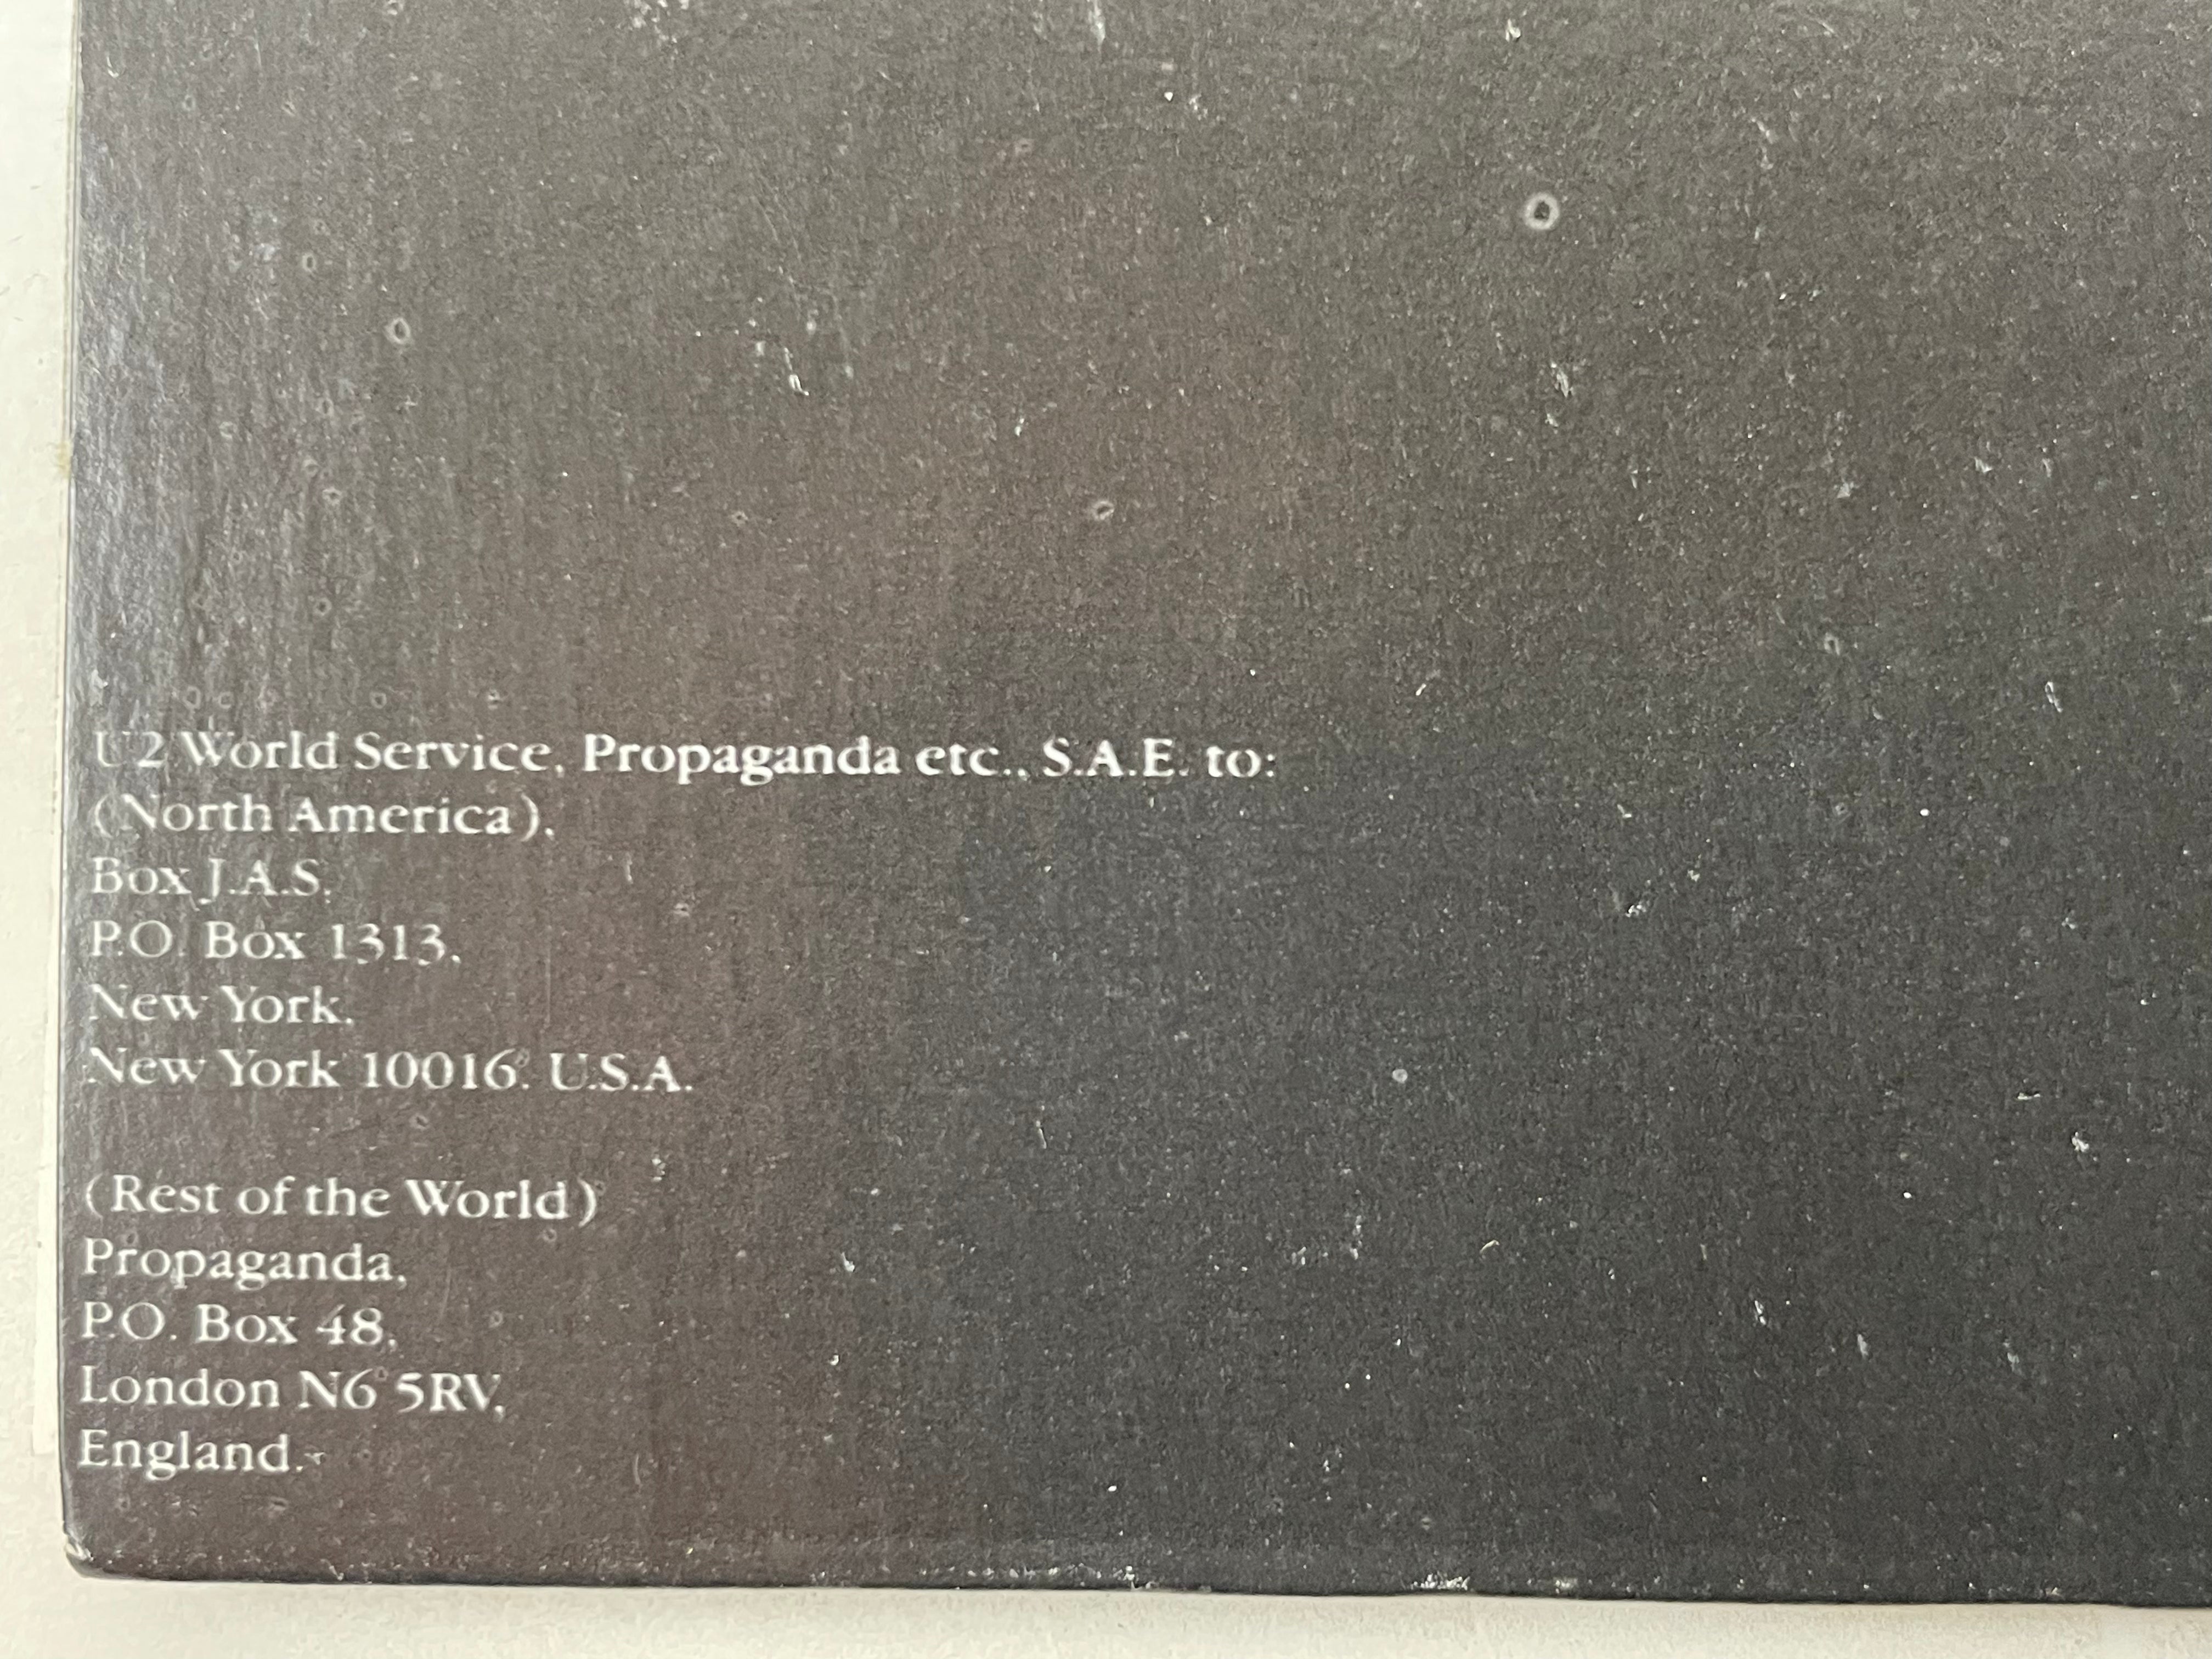 U2 World Service, Propaganda etc., S.A.E. to:
(North America),
Box J.A.S.
P.O. Box 1313,
New York,
New York 10016. U.S.A.
(Rest of the World)
Propaganda,
P.O. Box 48,
London N6 5RV,
England.